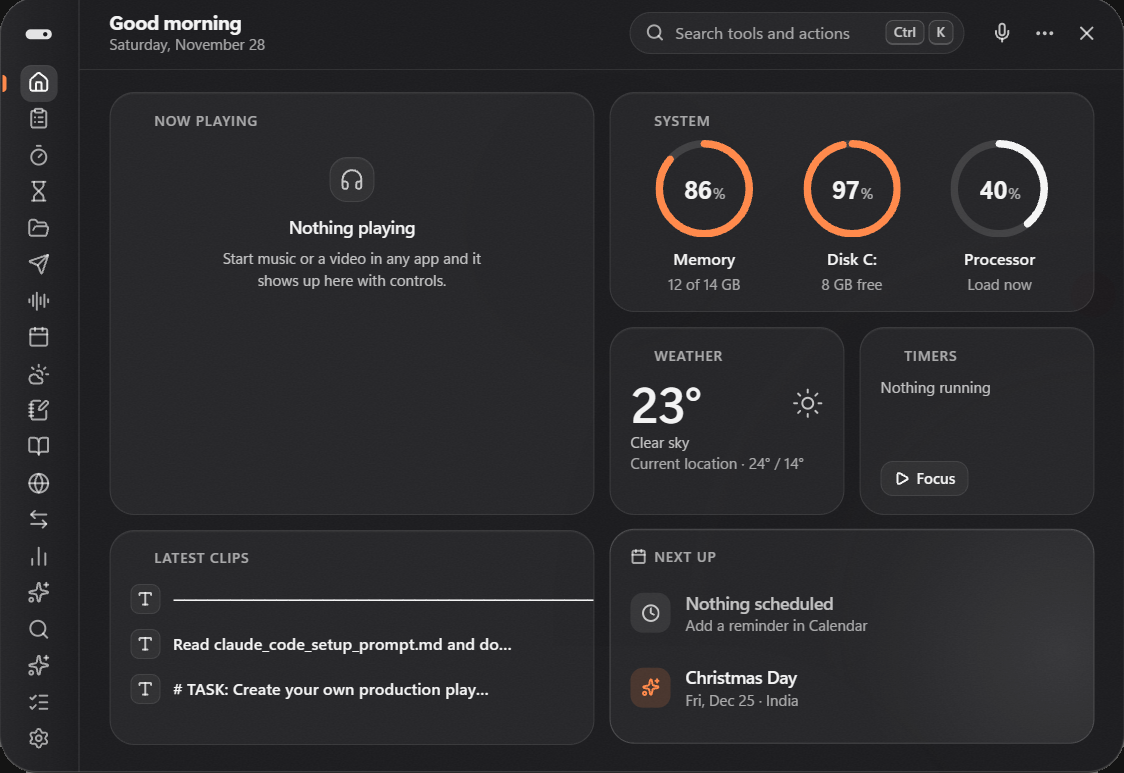 Good morning
Saturday, November 28
Search tools and actions Ctrl K
NOW PLAYING
Nothing playing
Start music or a video in any app and it
shows up here with controls.
SYSTEM
86% 97% 40%
Memory Disk C: Processor
12 of 14 GB 8 GB free Load now
WEATHER
23°
Clear sky
Current location · 24° / 14°
TIMERS
Nothing running
Focus
LATEST CLIPS
T
T Read claude_code_setup_prompt.md and do...
T # TASK: Create your own production play...
NEXT UP
Nothing scheduled
Add a reminder in Calendar
Christmas Day
Fri, Dec 25 · India